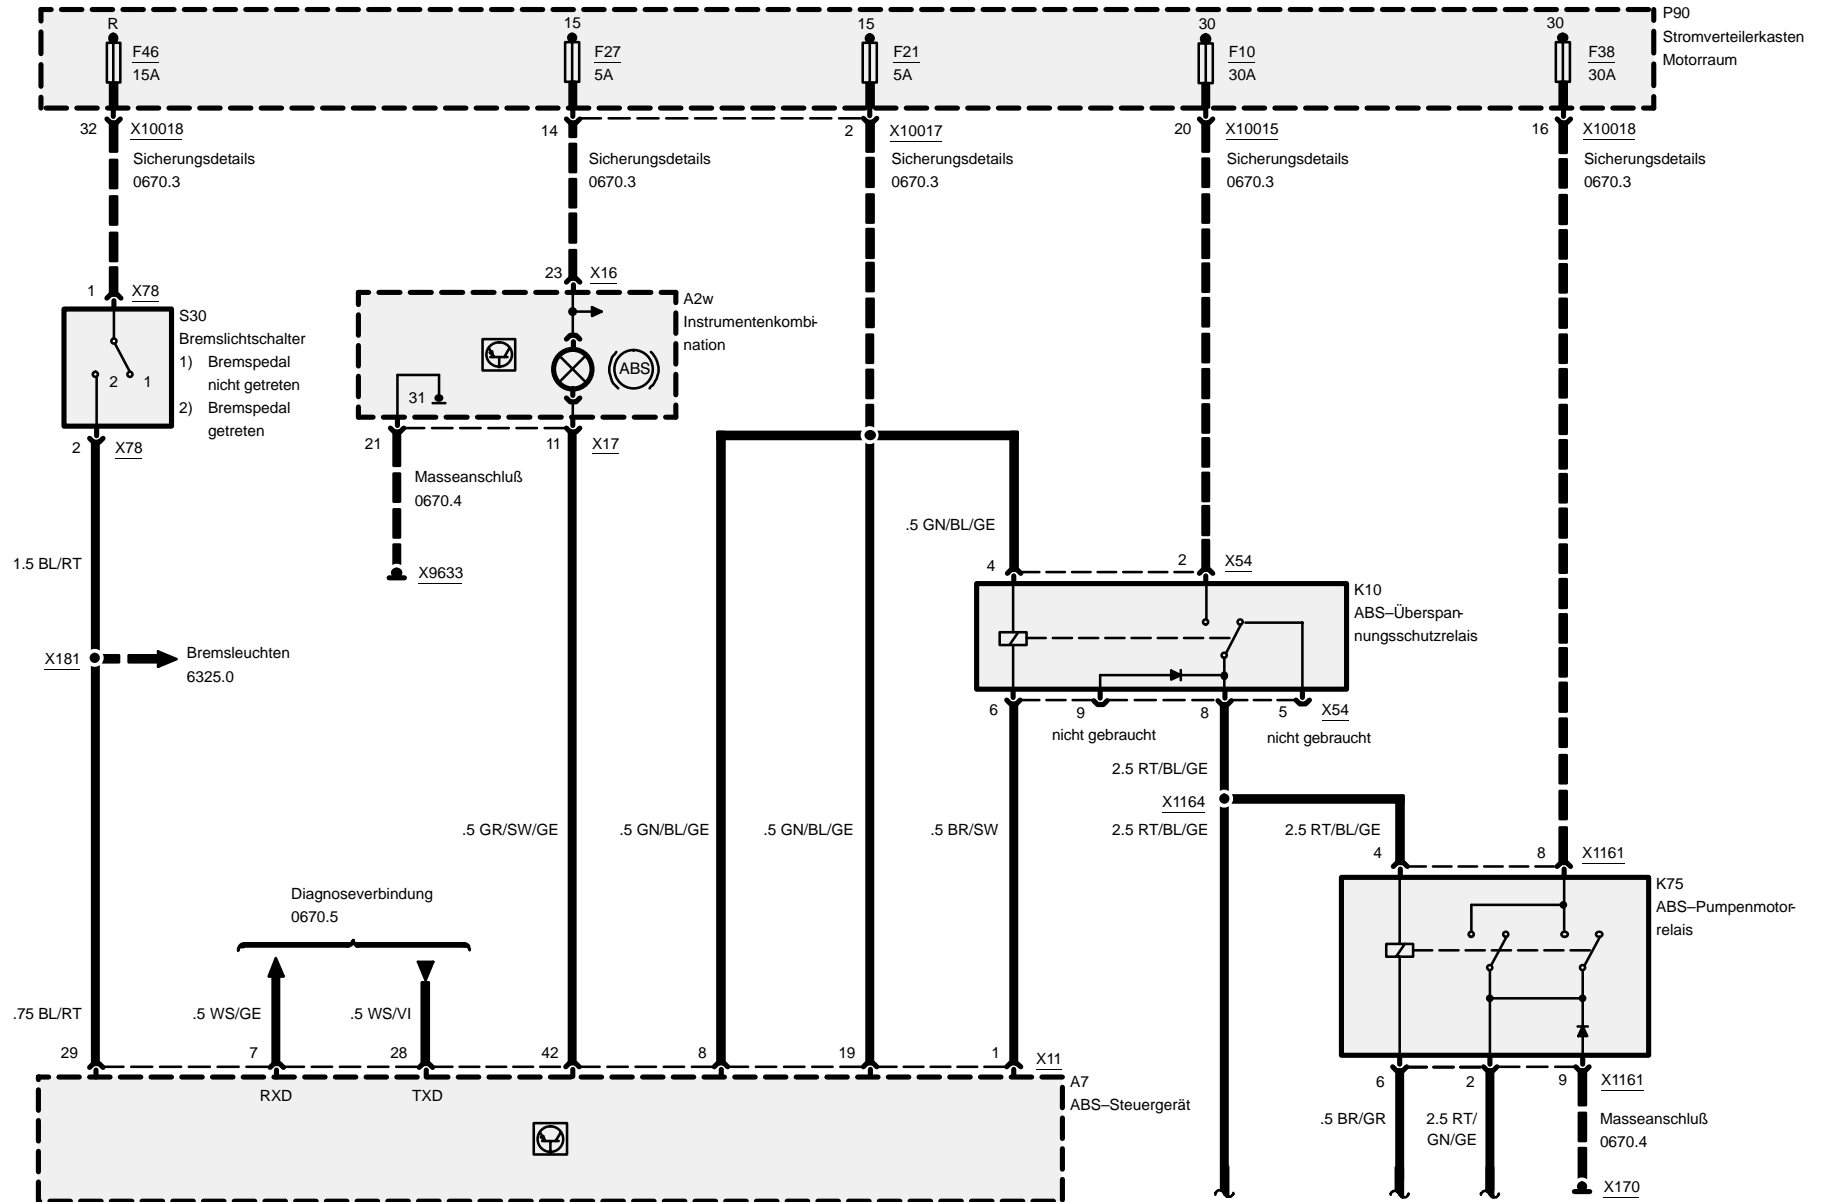 R
15
15
30
30
P90
Stromverteilerkasten
Motorraum
F46
15A
F27
5A
F21
5A
F10
30A
F38
30A
32
X10018
14
2
X10017
20
X10015
16
X10018
Sicherungsdetails
0670.3
Sicherungsdetails
0670.3
Sicherungsdetails
0670.3
Sicherungsdetails
0670.3
Sicherungsdetails
0670.3
1
X78
23
X16
S30
Bremslichtschalter
1) Bremspedal
nicht getreten
2) Bremspedal
getreten
2
1
A2w
Instrumentenkombi-
nation
ABS
31
2
X78
21
11
X17
Masseanschluß
0670.4
X9633
1.5 BL/RT
.5 GN/BL/GE
4
2
X54
K10
ABS–Überspan-
nungsschutzrelais
X181
Bremsleuchten
6325.0
6
9
8
5
X54
nicht gebraucht
nicht gebraucht
2.5 RT/BL/GE
X1164
.5 GR/SW/GE
.5 GN/BL/GE
.5 GN/BL/GE
.5 BR/SW
2.5 RT/BL/GE
2.5 RT/BL/GE
4
8
X1161
K75
ABS–Pumpenmotor-
relais
Diagnoseverbindung
0670.5
.75 BL/RT
.5 WS/GE
.5 WS/VI
29
7
28
42
8
19
1
X11
RXD
TXD
A7
ABS–Steuergerät
6
2
9
X1161
.5 BR/GR
2.5 RT/
GN/GE
Masseanschluß
0670.4
X170